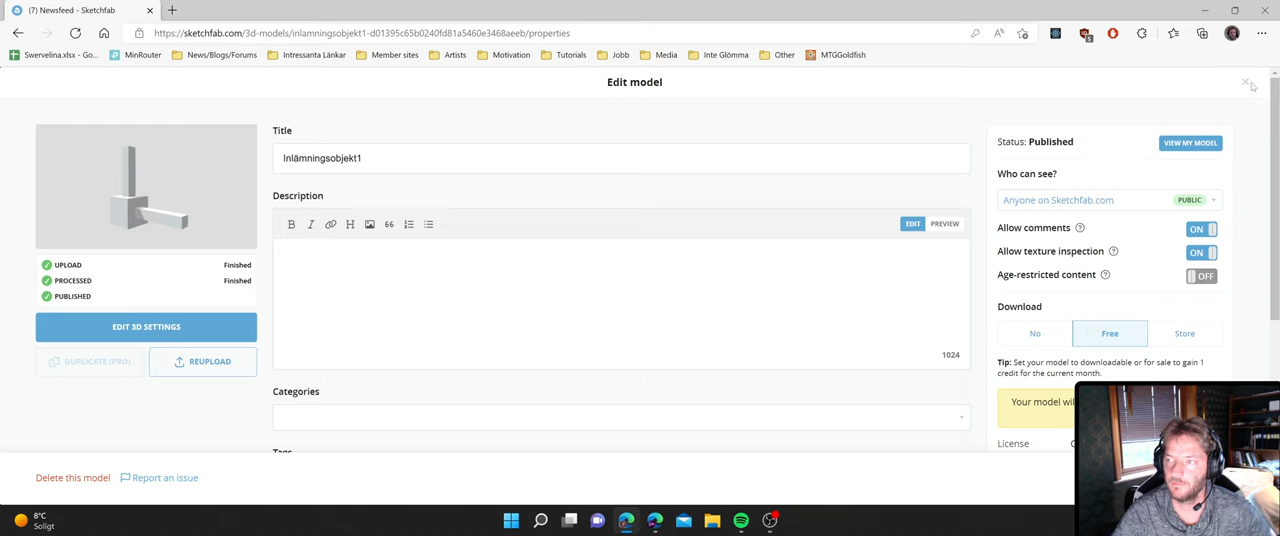 (7) Newsfeed - Sketchfab
https://sketchfab.com/3d-models/inlamningsobjekt1-d01395c65b0240fd81a5460e3468aeeb/properties
Swervelina.xlsx - Go...
MinRouter
News/Blogs/Forums
Intressanta Länkar
Member sites
Artists
Motivation
Tutorials
Jobb
Media
Inte Glömma
Other
MTGGoldfish
Edit model
UPLOAD Finished
PROCESSED Finished
PUBLISHED
EDIT 3D SETTINGS
DUPLICATE (PRO)
REUPLOAD
Title
Inlämningsobjekt1
Description
B I H 66
EDIT PREVIEW
1024
Categories
Tags
Status: Published
VIEW MY MODEL
Who can see?
Anyone on Sketchfab.com PUBLIC
Allow comments ? ON
Allow texture inspection ? ON
Age-restricted content ? OFF
Download
No Free Store
Tip: Set your model to downloadable or for sale to gain 1
credit for the current month.
Your model wil
License C
Delete this model
Report an issue
8°C
Soligt